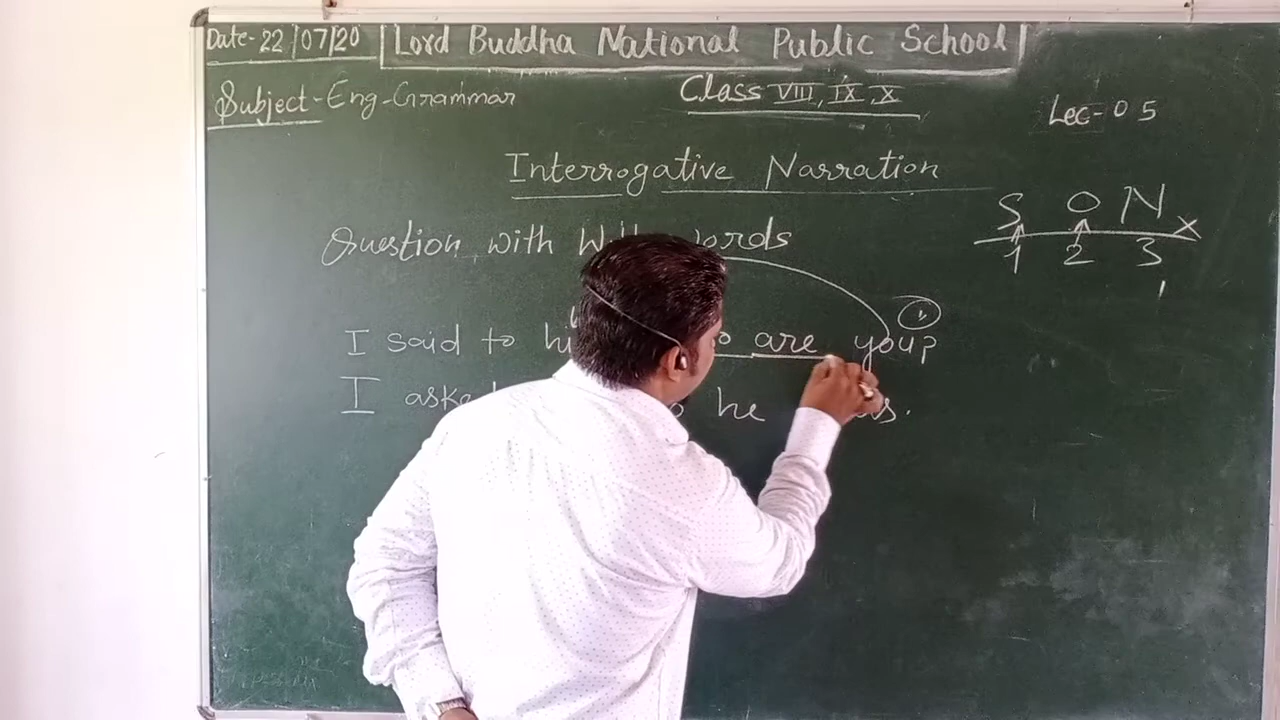 Date-22/07/20
Lord Buddha National Public School
Subject-Eng-Grammar
Class VIII, IX, X
Lec-05
Interrogative Narration
S O N
1 2 3
Question with
I said to are you?
I he